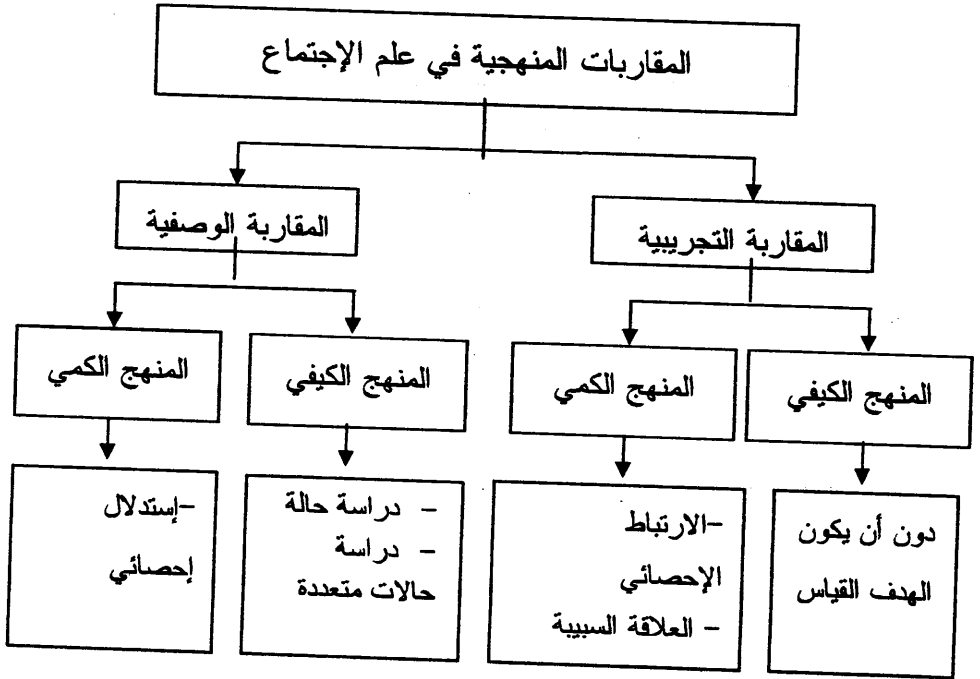 المقاربات المنهجية في علم الإجتماع
المقاربة التجريبية
المقاربة الوصفية
المنهج الكيفي
المنهج الكمي
المنهج الكيفي
المنهج الكمي
دون أن يكون
الهدف القياس
-الارتباط
الإحصائي
- العلاقة السببية
- دراسة حالة
- دراسة
حالات متعددة
-إستدلال
إحصائي